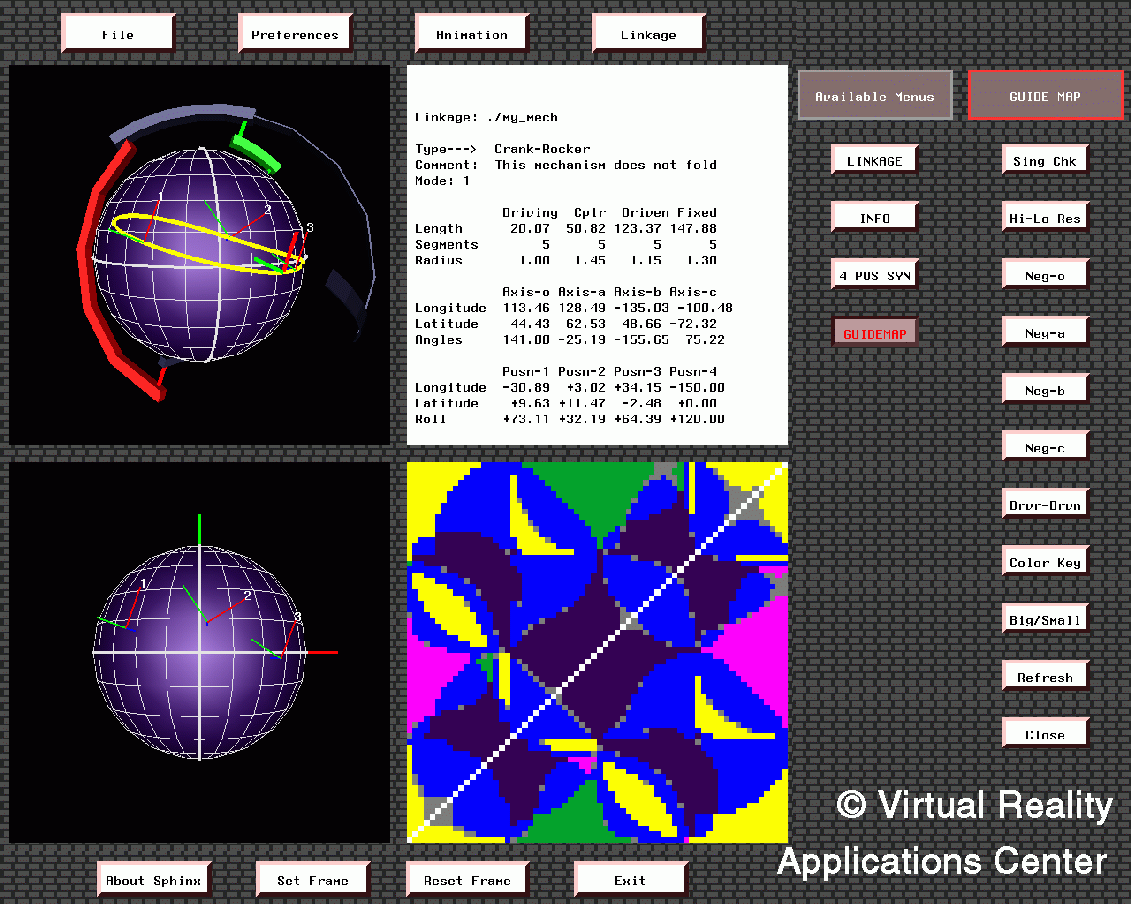 File Preferences Animation Linkage
Available Menus GUIDE MAP
Linkage: ./my_mech
Type---> Crank-Rocker
Comment: This mechanism does not fold
Mode: 1
Driving Cplr Driven Fixed
Length 20.07 50.82 123.37 147.88
Segments 5 5 5 5
Radius 1.00 1.45 1.15 1.30
Axis-o Axis-a Axis-b Axis-c
Longitude 113.46 128.49 -135.03 -100.48
Latitude 44.43 62.53 48.66 -72.32
Angles 141.00 -25.19 -155.65 75.22
Posn-1 Posn-2 Posn-3 Posn-4
Longitude -30.89 +3.02 +34.15 -150.00
Latitude +9.63 +11.47 -2.48 +0.00
Roll +73.11 +32.19 +64.39 +120.00
1
2
3
LINKAGE
INFO
4 POS SYN
GUIDEMAP
Sing Chk
Hi-Lo Res
Neg-o
Neg-a
Neg-b
Neg-c
Drvr-Drvn
Color Key
Big/Small
Refresh
Close
1
2
3
© Virtual Reality
Applications Center
About Sphinx Set Frame Reset Frame Exit